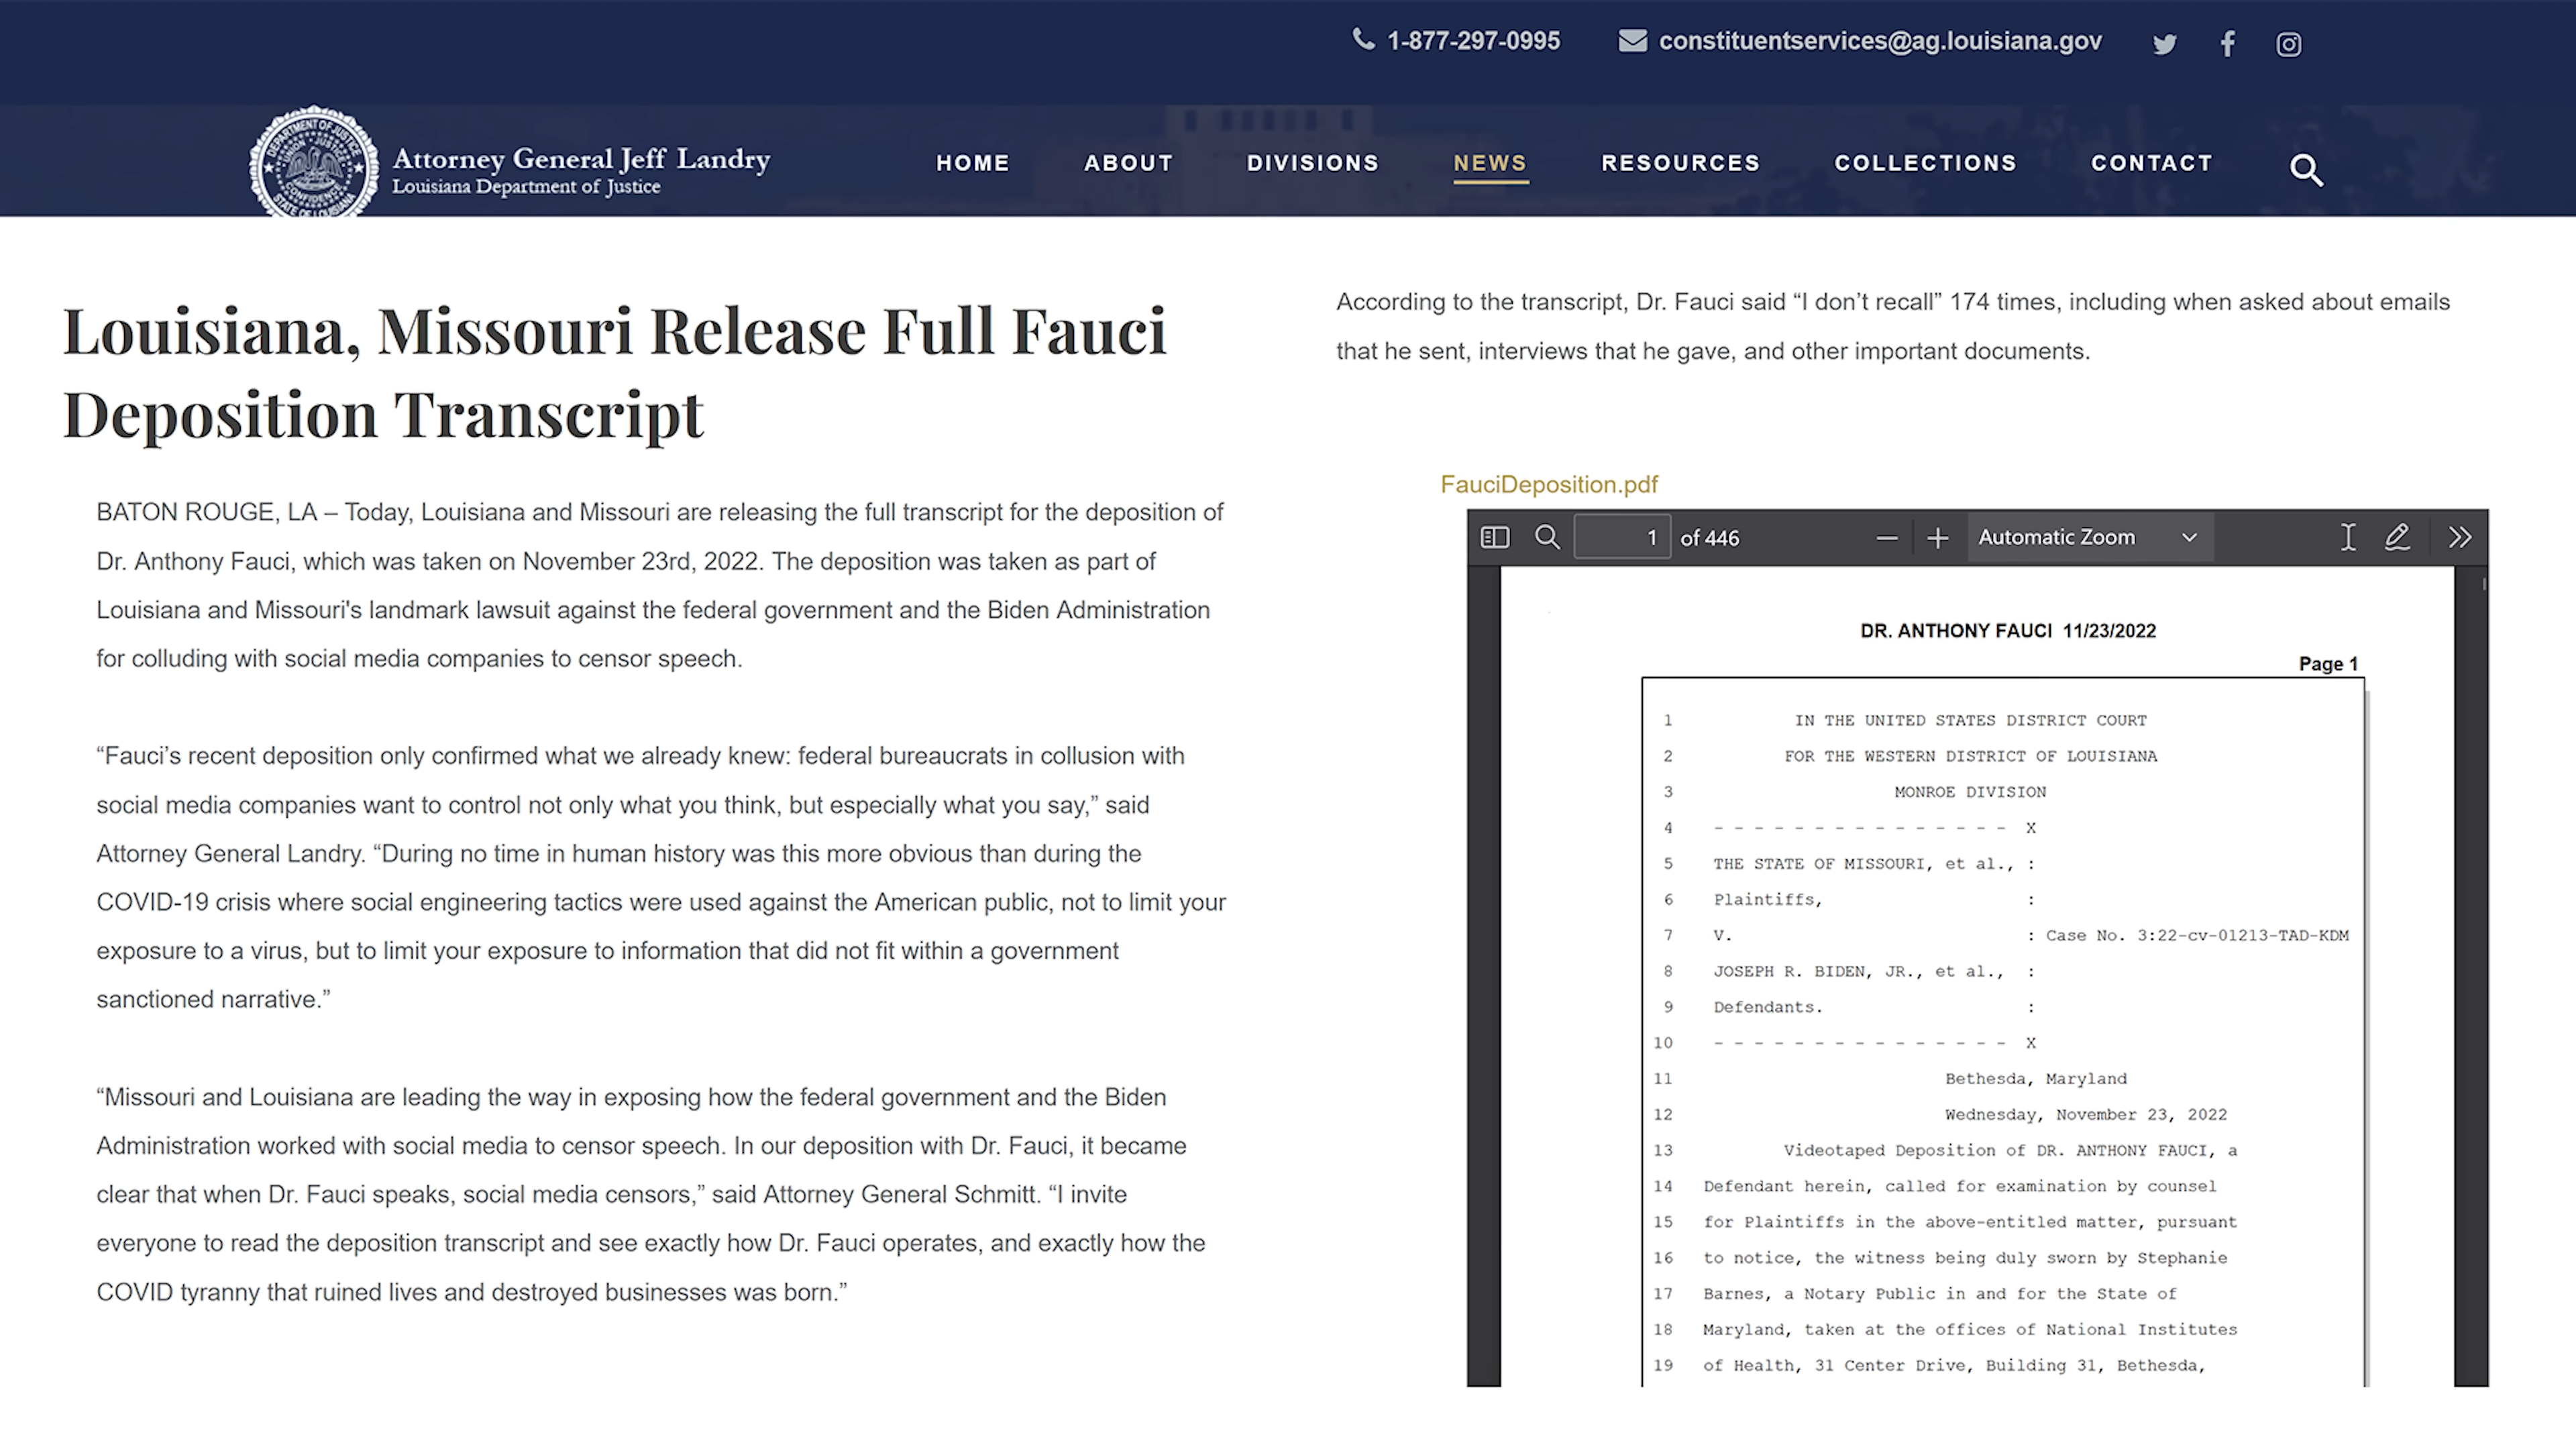 1-877-297-0995 constituentservices@ag.louisiana.gov
DEPARTMENT OF JUSTICE
UNION JUSTICE
CONFIDENCE
STATE OF LOUISIANA
Attorney General Jeff Landry
Louisiana Department of Justice
HOME ABOUT DIVISIONS NEWS RESOURCES COLLECTIONS CONTACT
Louisiana, Missouri Release Full Fauci
Deposition Transcript
BATON ROUGE, LA – Today, Louisiana and Missouri are releasing the full transcript for the deposition of
Dr. Anthony Fauci, which was taken on November 23rd, 2022. The deposition was taken as part of
Louisiana and Missouri's landmark lawsuit against the federal government and the Biden Administration
for colluding with social media companies to censor speech.
“Fauci’s recent deposition only confirmed what we already knew: federal bureaucrats in collusion with
social media companies want to control not only what you think, but especially what you say,” said
Attorney General Landry. “During no time in human history was this more obvious than during the
COVID-19 crisis where social engineering tactics were used against the American public, not to limit your
exposure to a virus, but to limit your exposure to information that did not fit within a government
sanctioned narrative.”
“Missouri and Louisiana are leading the way in exposing how the federal government and the Biden
Administration worked with social media to censor speech. In our deposition with Dr. Fauci, it became
clear that when Dr. Fauci speaks, social media censors,” said Attorney General Schmitt. “I invite
everyone to read the deposition transcript and see exactly how Dr. Fauci operates, and exactly how the
COVID tyranny that ruined lives and destroyed businesses was born.”
According to the transcript, Dr. Fauci said “I don’t recall” 174 times, including when asked about emails
that he sent, interviews that he gave, and other important documents.
FauciDeposition.pdf
1 of 446 Automatic Zoom
DR. ANTHONY FAUCI 11/23/2022
Page 1
1 IN THE UNITED STATES DISTRICT COURT
2 FOR THE WESTERN DISTRICT OF LOUISIANA
3 MONROE DIVISION
4 - - - - - - - - - - - - - - - X
5 THE STATE OF MISSOURI, et al., :
6 Plaintiffs, :
7 V. : Case No. 3:22-cv-01213-TAD-KDM
8 JOSEPH R. BIDEN, JR., et al., :
9 Defendants. :
10 - - - - - - - - - - - - - - - X
11 Bethesda, Maryland
12 Wednesday, November 23, 2022
13 Videotaped Deposition of DR. ANTHONY FAUCI, a
14 Defendant herein, called for examination by counsel
15 for Plaintiffs in the above-entitled matter, pursuant
16 to notice, the witness being duly sworn by Stephanie
17 Barnes, a Notary Public in and for the State of
18 Maryland, taken at the offices of National Institutes
19 of Health, 31 Center Drive, Building 31, Bethesda,